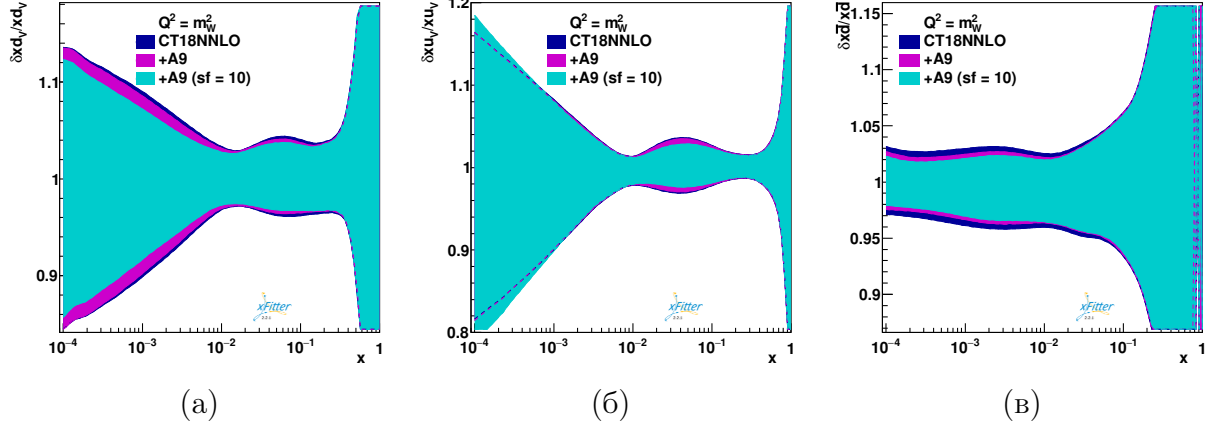 δxd_V/xd_V
Q² = m²_W
CT18NNLO
+A9
+A9 (sf = 10)
1.1
1
0.9
10⁻⁴ 10⁻³ 10⁻² 10⁻¹ 1
x
xFitter
(а)
δxu_V/xu_V
Q² = m²_W
CT18NNLO
+A9
+A9 (sf = 10)
1.2
1.1
1
0.9
0.8
10⁻⁴ 10⁻³ 10⁻² 10⁻¹ 1
x
xFitter
(б)
δxd̅/xd̅
Q² = m²_W
CT18NNLO
+A9
+A9 (sf = 10)
1.15
1.1
1.05
1
0.95
0.9
10⁻⁴ 10⁻³ 10⁻² 10⁻¹ 1
x
xFitter
(в)